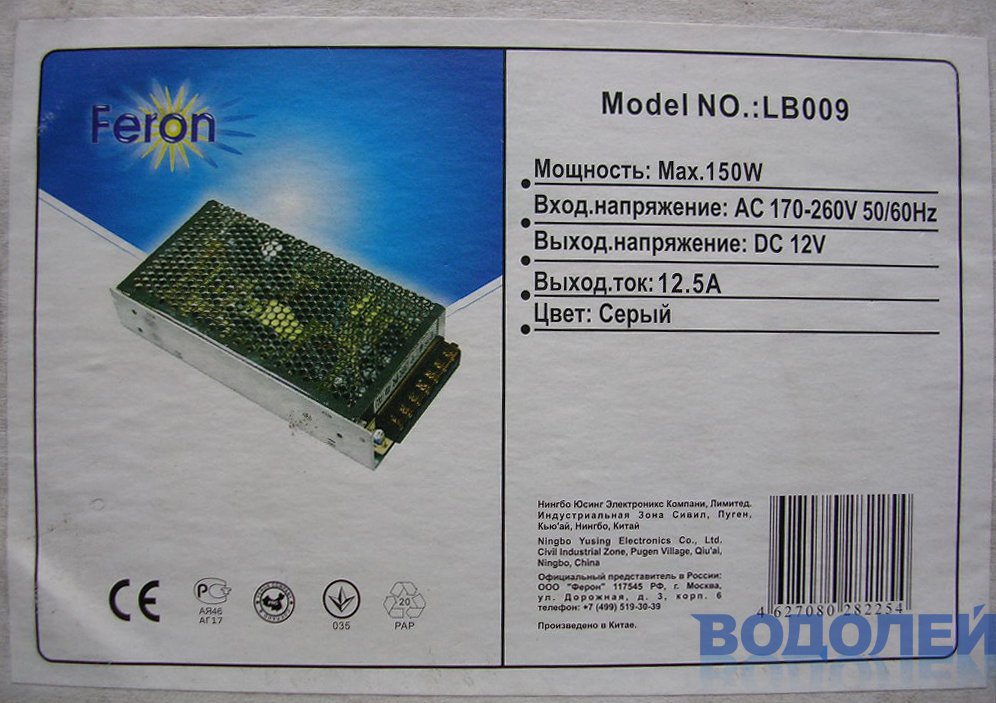 Feron
Model NO.:LB009
Мощность: Max.150W
Вход.напряжение: AC 170-260V 50/60Hz
Выход.напряжение: DC 12V
Выход.ток: 12.5A
Цвет: Серый
Нингбо Юсинг Электроникс Компани, Лимитед.
Индустриальная Зона Сивил, Пуген,
Кью'ай, Нингбо, Китай
Ningbo Yusing Electronics Co., Ltd.
Civil Industrial Zone, Pugen Village, Qiu'ai,
Ningbo, China
Официальный представитель в России:
ООО "Ферон" 117545 РФ, г. Москва,
ул. Дорожная, д. 3, корп. 6
телефон: +7 (499) 519-30-39
Произведено в Китае.
4 627080 282254
CE
АЯ46
АГ17
035
20
PAP
ВОДОЛЕЙ